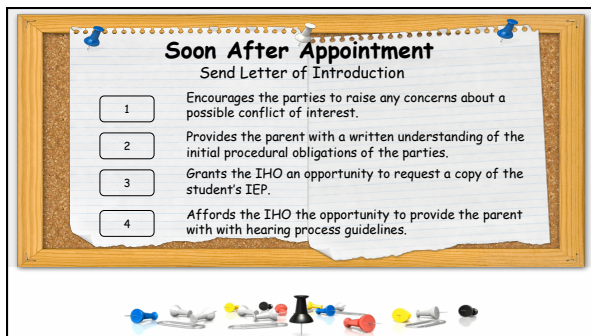 Soon After Appointment
Send Letter of Introduction
1
Encourages the parties to raise any concerns about a
possible conflict of interest.
2
Provides the parent with a written understanding of the
initial procedural obligations of the parties.
3
Grants the IHO an opportunity to request a copy of the
student's IEP.
4
Affords the IHO the opportunity to provide the parent
with with hearing process guidelines.